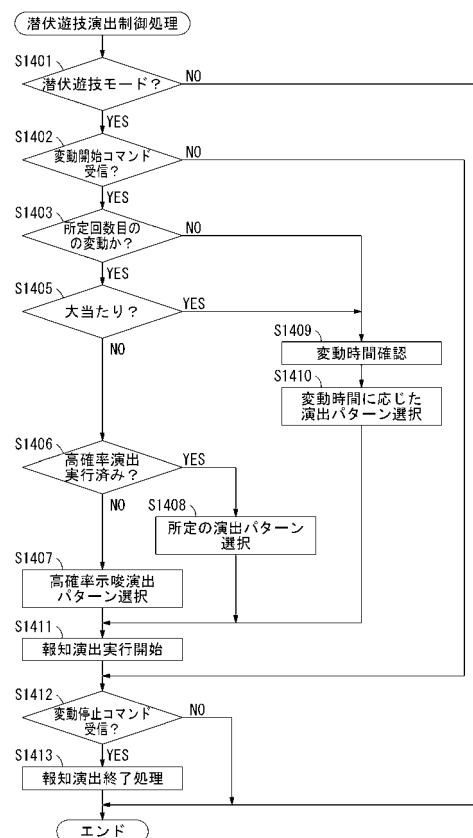 潜伏遊技演出制御処理
S1401
潜伏遊技モード？
NO
YES
S1402
変動開始コマンド
受信？
NO
YES
S1403
所定回数目の
の変動か？
NO
YES
S1405
大当たり？
YES
NO
S1409
変動時間確認
S1410
変動時間に応じた
演出パターン選択
S1406
高確率演出
実行済み？
YES
NO
S1408
所定の演出パターン
選択
S1407
高確率示唆演出
パターン選択
S1411
報知演出実行開始
S1412
変動停止コマンド
受信？
NO
YES
S1413
報知演出終了処理
エンド